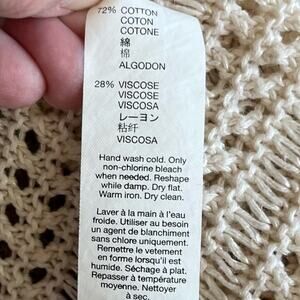 72% COTTON
COTON
COTONE
綿
棉
ALGODON
28% VISCOSE
VISCOSE
VISCOSA
レーヨン
粘纤
VISCOSA
Hand wash cold. Only
non-chlorine bleach
when needed. Reshape
while damp. Dry flat.
Warm iron. Dry clean.
Laver à la main à l'eau
froide. Utiliser au besoin
un agent de blanchiment
sans chlore uniquement.
Remettre le vêtement
en forme lorsqu'il est
humide. Séchage à plat.
Repasser à température
moyenne. Nettoyer
à sec.